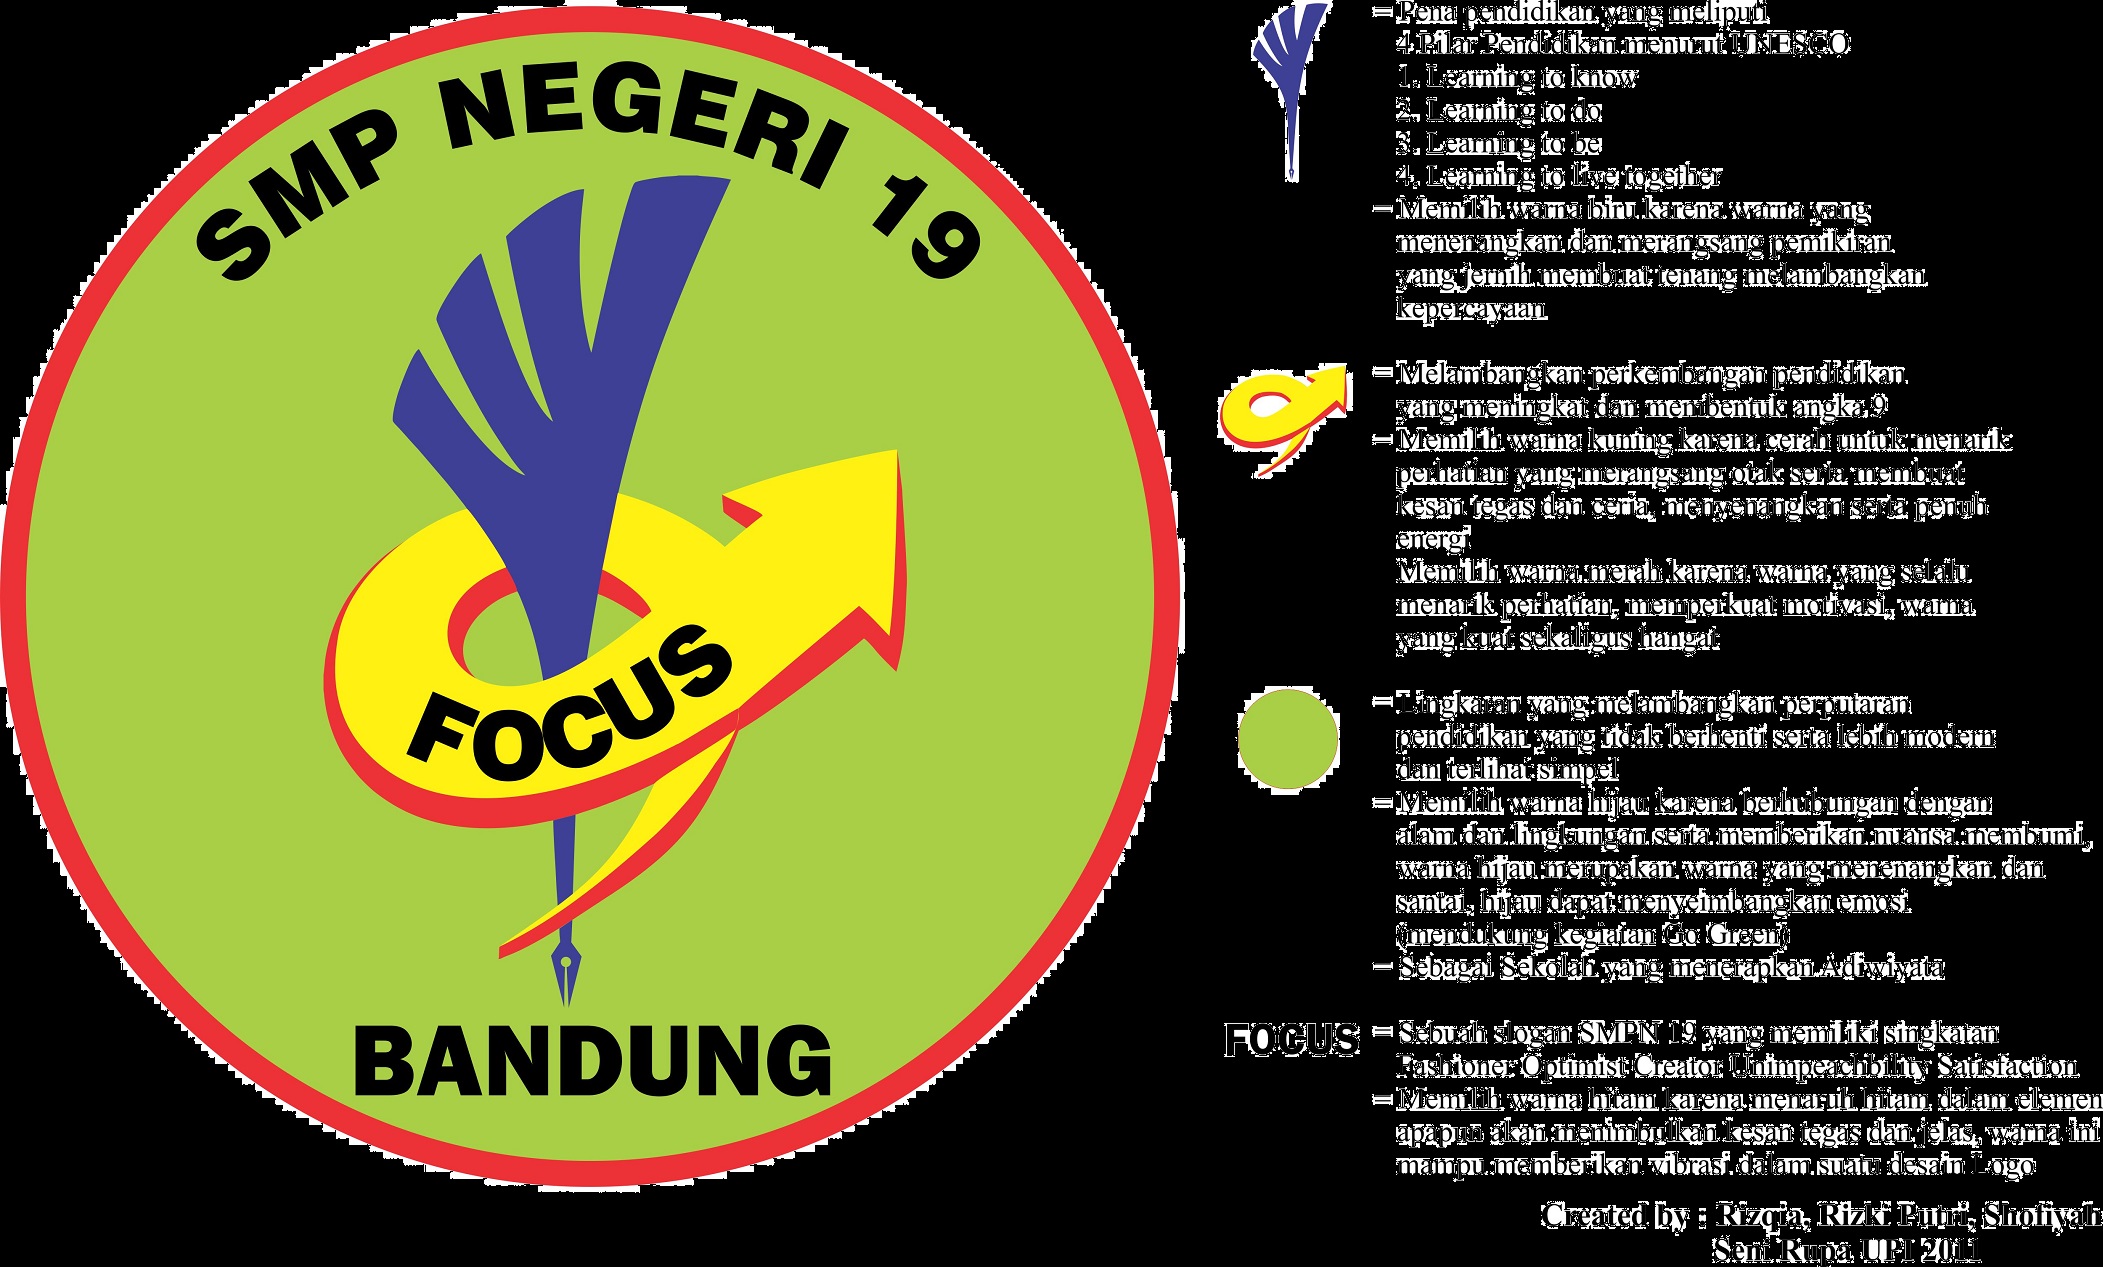 SMP NEGERI 19
FOCUS
BANDUNG
= Pena pendidikan yang meliputi
4 Pilar Pendidikan menurut UNESCO
1. Learning to know
2. Learning to do
3. Learning to be
4. Learning to live together
= Memilih warna biru karena warna yang
menenangkan dan merangsang pemikiran
yang jernih membuat tenang melambangkan
kepercayaan
= Melambangkan perkembangan pendidikan
yang meningkat dan membentuk angka 9
= Memilih warna kuning karena cerah untuk menarik
perhatian yang merangsang otak serta membuat
kesan tegas dan ceria, menyenangkan serta penuh
energi
Memilih warna merah karena warna yang selalu
menarik perhatian, memperkuat motivasi, warna
yang kuat sekaligus hangat
= Lingkaran yang melambangkan perputaran
pendidikan yang tidak berhenti serta lebih modern
dan terlihat simpel
= Memilih warna hijau karena berhubungan dengan
alam dan lingkungan serta memberikan nuansa membumi,
warna hijau merupakan warna yang menenangkan dan
santai, hijau dapat menyeimbangkan emosi
(mendukung kegiatan Go Green)
= Sebagai Sekolah yang menerapkan Adiwiyata
FOCUS = Sebuah slogan SMPN 19 yang memiliki singkatan
Fashioner Optimist Creator Unimpeachbility Satisfaction
= Memilih warna hitam karena menaruh hitam dalam elemen
apapun akan menimbulkan kesan tegas dan jelas, warna ini
mampu memberikan vibrasi dalam suatu desain Logo
Created by : Rizqia, Rizki Putri, Shofiyah
Seni Rupa UPI 2011